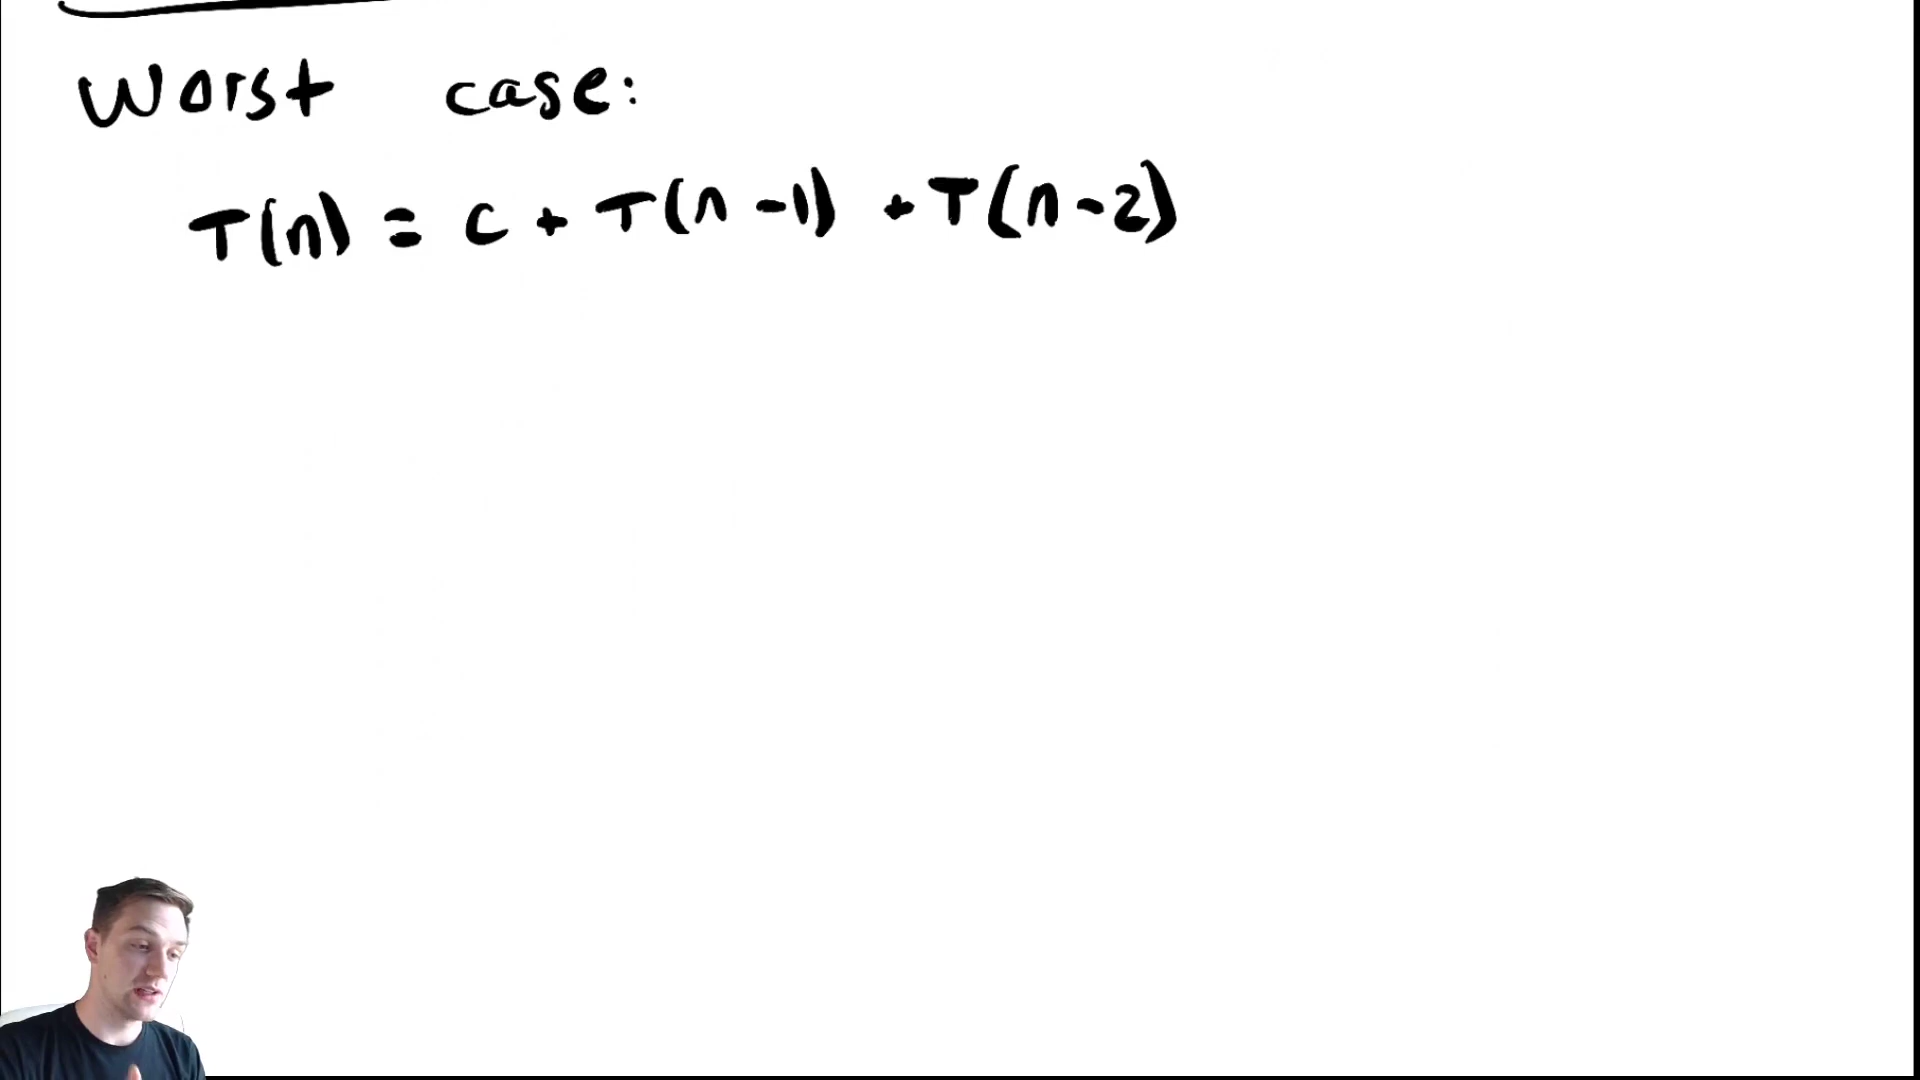 Worst case:
T(n) = c + T(n-1) + T(n-2)